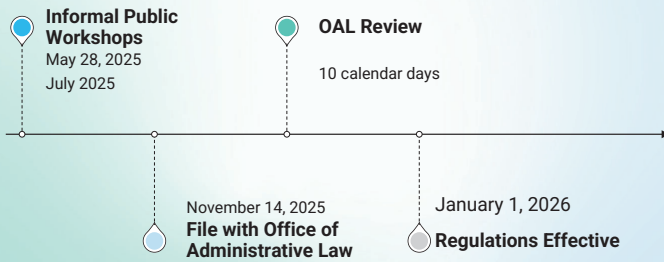 Informal Public
Workshops
May 28, 2025
July 2025
OAL Review
10 calendar days
November 14, 2025
File with Office of
Administrative Law
January 1, 2026
Regulations Effective